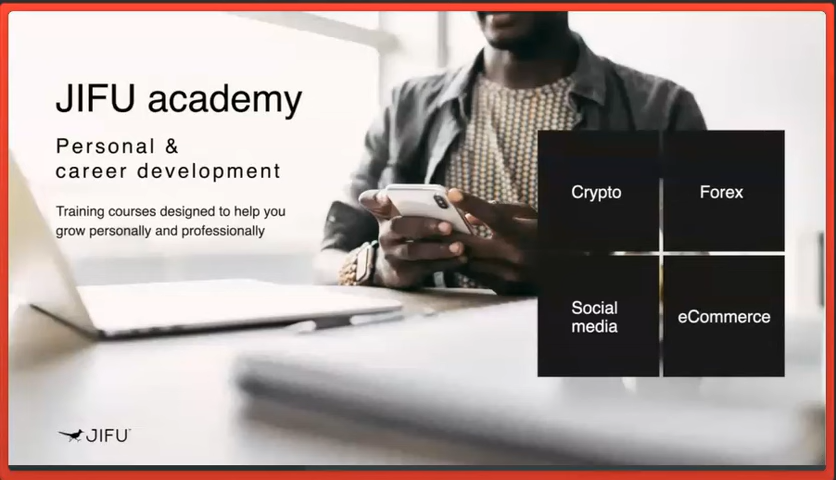 JIFU academy
Personal &
career development
Training courses designed to help you
grow personally and professionally
Crypto
Forex
Social
media
eCommerce
JIFU